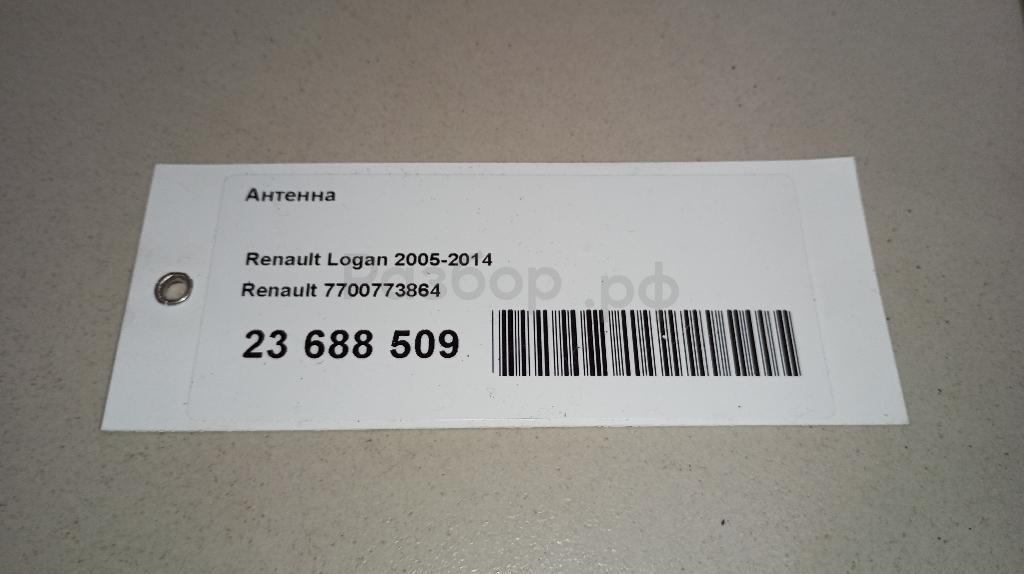 Антенна
Renault Logan 2005-2014
Разбор.рф
Renault 7700773864
23 688 509